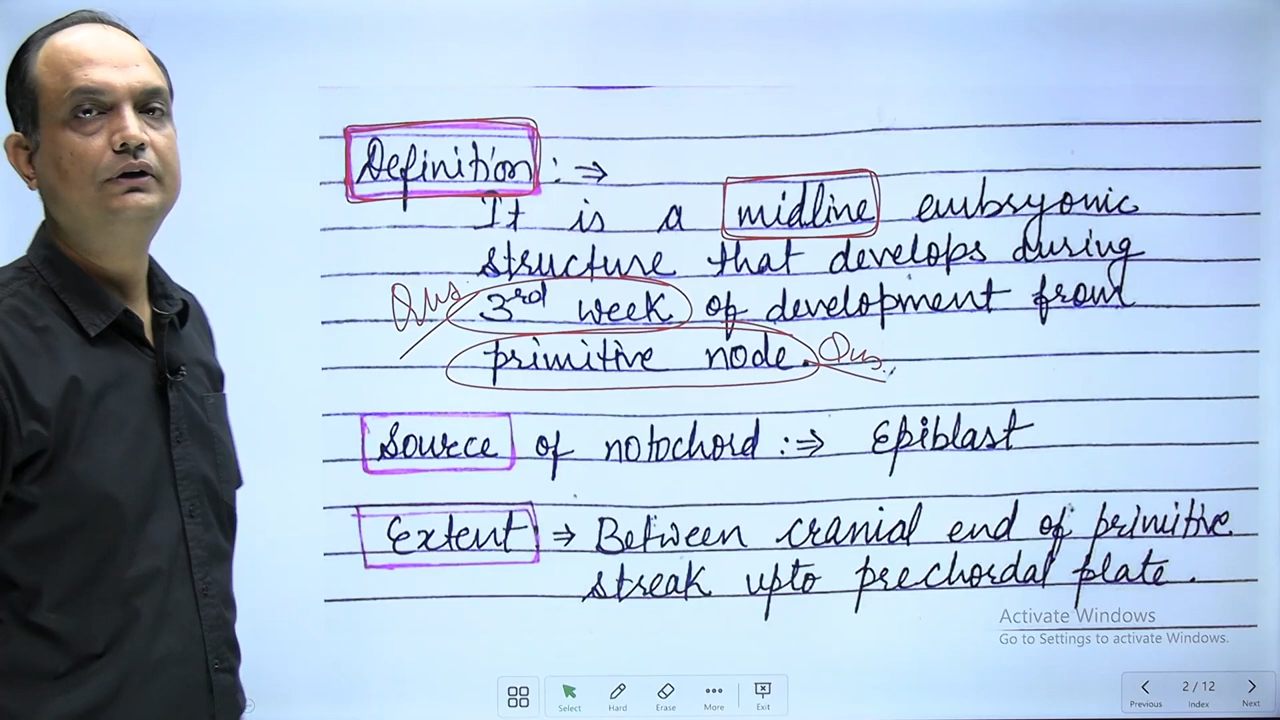 Definition :⇒
It is a midline embryonic
structure that develops during
Qus. 3rd week of development from
primitive node. Qus.
Source of notochord :⇒ Epiblast
Extent :⇒ Between cranial end of primitive
streak upto prechordal plate.
Activate Windows
Go to Settings to activate Windows.
Select Hard Erase More Exit
Previous 2 / 12 Index Next